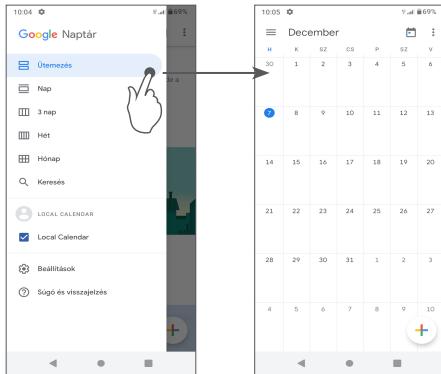 10:04 69%
Google Naptár
Ütemezés
de a
Nap
3 nap
Hét
Hónap
Keresés
LOCAL CALENDAR
Local Calendar
Beállítások
Súgó és visszajelzés
10:05 69%
December
H K SZ CS P SZ V
30 1 2 3 4 5 6
7 8 9 10 11 12 13
14 15 16 17 18 19 20
21 22 23 24 25 26 27
28 29 30 31 1 2 3
4 5 6 7 8 9 10